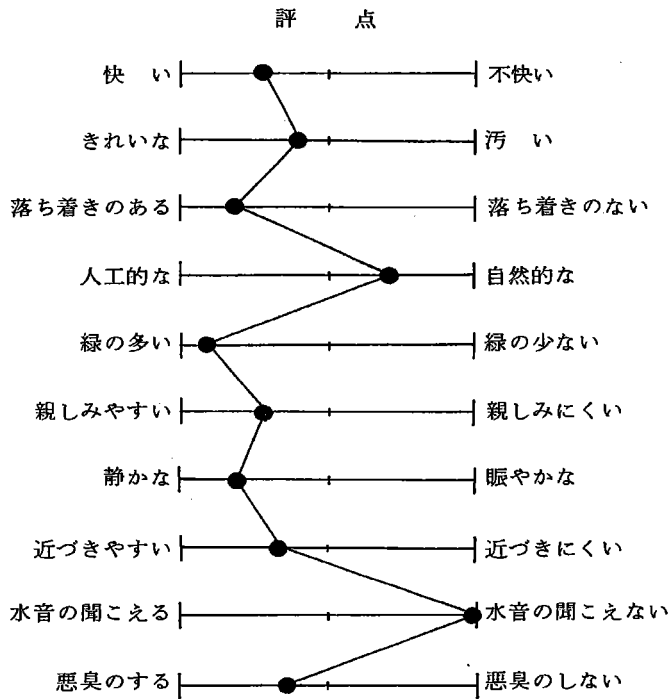 評 点
快 い 不快い
きれいな 汚 い
落ち着きのある 落ち着きのない
人工的な 自然的な
緑の多い 緑の少ない
親しみやすい 親しみにくい
静かな 賑やかな
近づきやすい 近づきにくい
水音の聞こえる 水音の聞こえない
悪臭のする 悪臭のしない